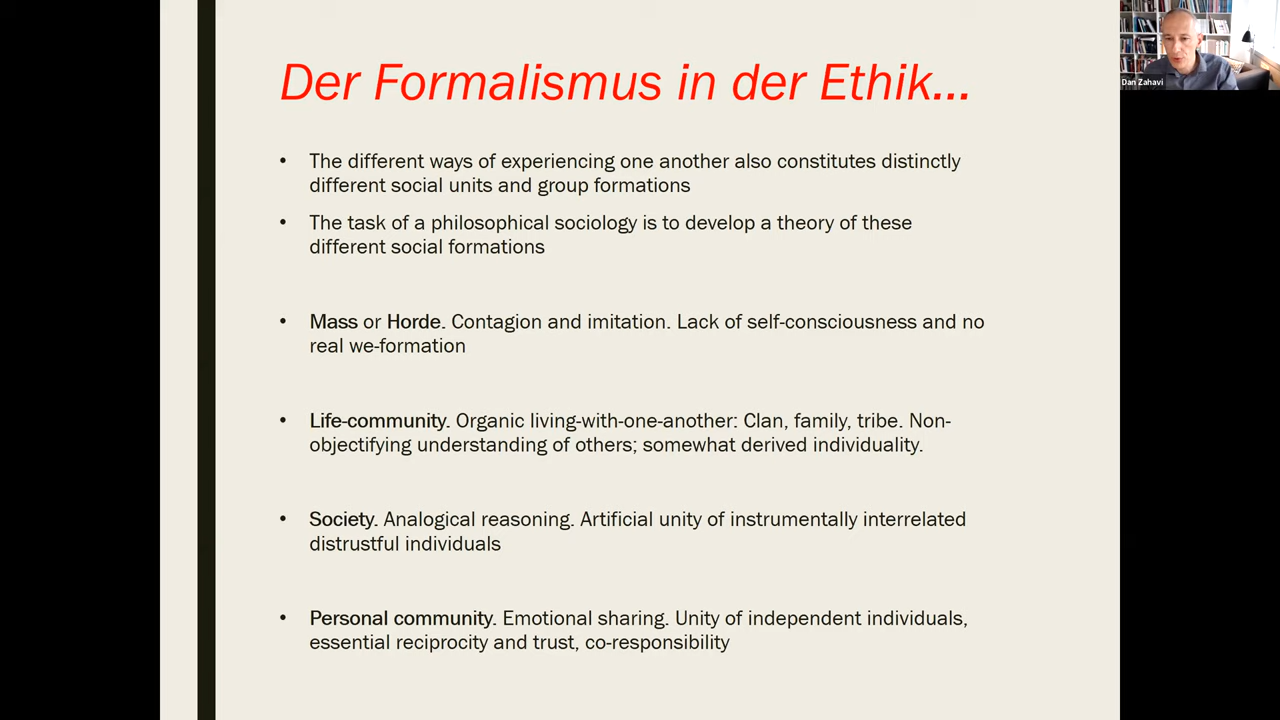 Der Formalismus in der Ethik...
• The different ways of experiencing one another also constitutes distinctly
different social units and group formations
• The task of a philosophical sociology is to develop a theory of these
different social formations
• Mass or Horde. Contagion and imitation. Lack of self-consciousness and no
real we-formation
• Life-community. Organic living-with-one-another: Clan, family, tribe. Non-
objectifying understanding of others; somewhat derived individuality.
• Society. Analogical reasoning. Artificial unity of instrumentally interrelated
distrustful individuals
• Personal community. Emotional sharing. Unity of independent individuals,
essential reciprocity and trust, co-responsibility
Dan Zahavi